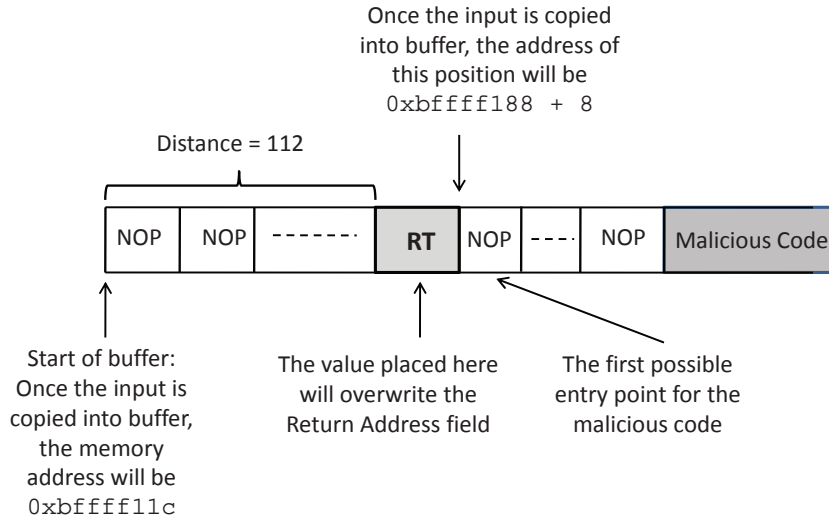 Once the input is copied
into buffer, the address of
this position will be
0xbffff188 + 8
Distance = 112
NOP NOP RT NOP NOP Malicious Code
Start of buffer:
Once the input is
copied into buffer,
the memory
address will be
0xbffff11c
The value placed here
will overwrite the
Return Address field
The first possible
entry point for the
malicious code